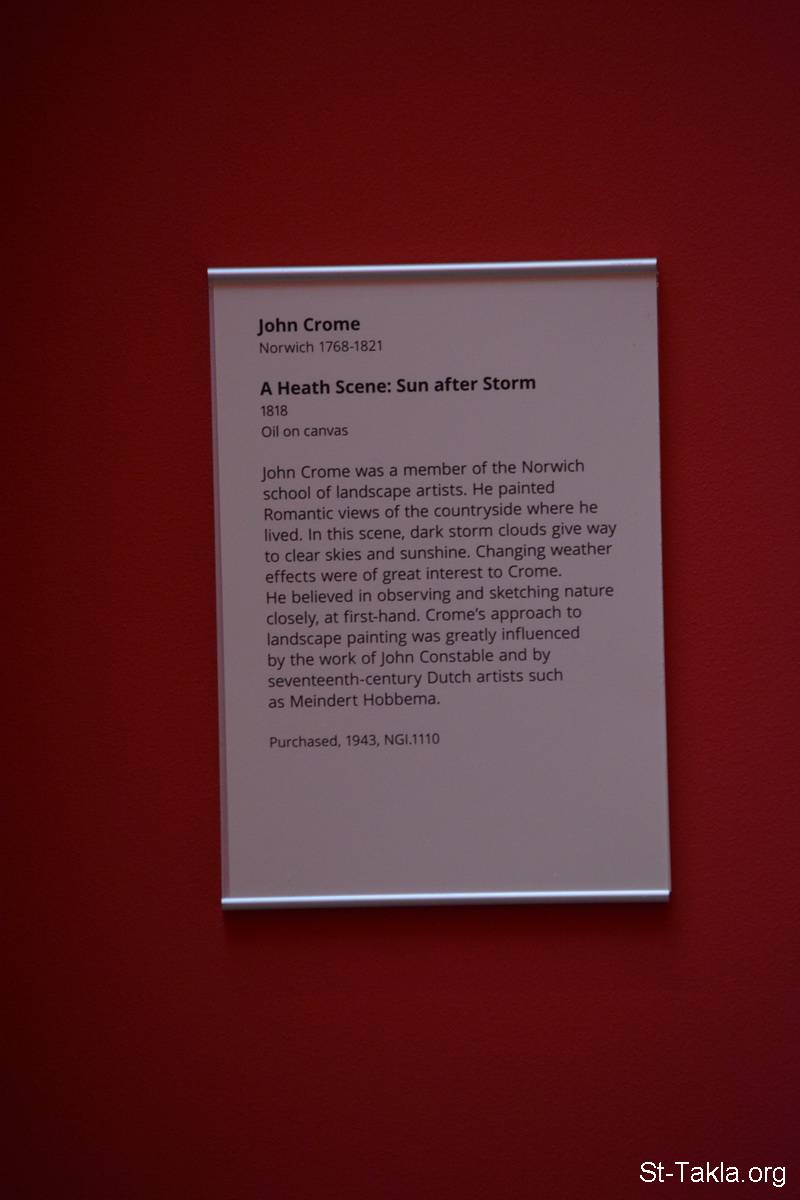 John Crome
Norwich 1768-1821
A Heath Scene: Sun after Storm
1818
Oil on canvas
John Crome was a member of the Norwich
school of landscape artists. He painted
Romantic views of the countryside where he
lived. In this scene, dark storm clouds give way
to clear skies and sunshine. Changing weather
effects were of great interest to Crome.
He believed in observing and sketching nature
closely, at first-hand. Crome's approach to
landscape painting was greatly influenced
by the work of John Constable and by
seventeenth-century Dutch artists such
as Meindert Hobbema.
Purchased, 1943, NGI.1110
St-Takla.org